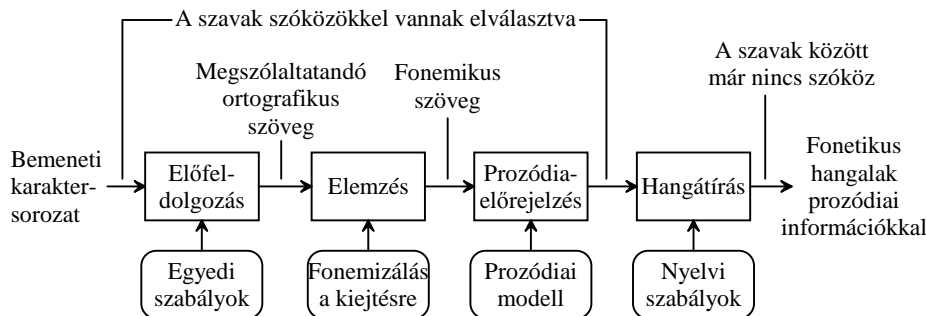 A szavak szóközökkel vannak elválasztva
A szavak között
már nincs szóköz
Megszólaltatandó
ortografikus
szöveg
Fonemikus
szöveg
Bemeneti
karakter-
sorozat
Előfel-
dolgozás
Elemzés
Prozódia-
előrejelzés
Hangátírás
Fonetikus
hangalak
prozódiai
információkkal
Egyedi
szabályok
Fonemizálás
a kiejtésre
Prozódiai
modell
Nyelvi
szabályok